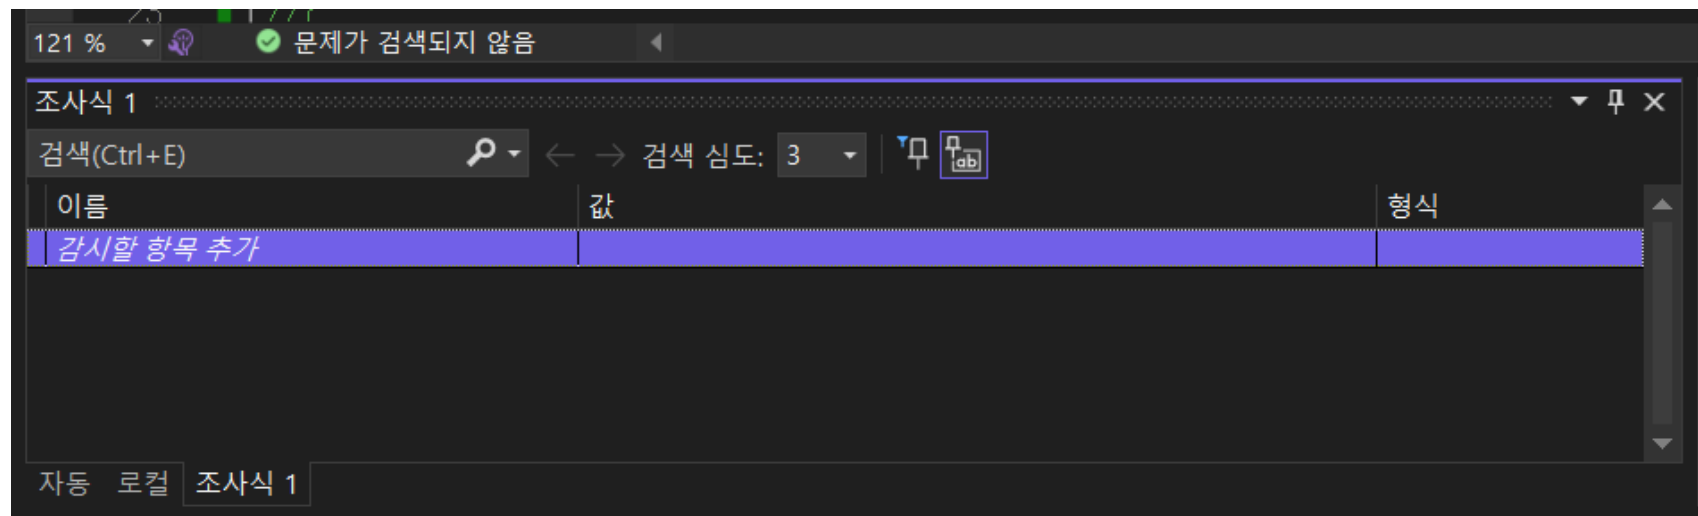 121 % 문제가 검색되지 않음
조사식 1
검색(Ctrl+E) 검색 심도: 3 ab
이름 값 형식
감시할 항목 추가
자동 로컬 조사식 1